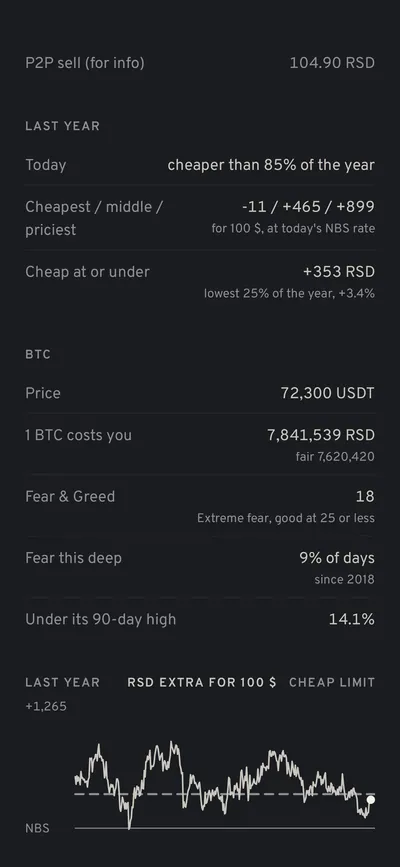 P2P sell (for info) 104.90 RSD
LAST YEAR
Today cheaper than 85% of the year
Cheapest / middle / priciest -11 / +465 / +899
for 100 $, at today's NBS rate
Cheap at or under +353 RSD
lowest 25% of the year, +3.4%
BTC
Price 72,300 USDT
1 BTC costs you 7,841,539 RSD
fair 7,620,420
Fear & Greed 18
Extreme fear, good at 25 or less
Fear this deep 9% of days
since 2018
Under its 90-day high 14.1%
LAST YEAR RSD EXTRA FOR 100 $ CHEAP LIMIT
+1,265
NBS